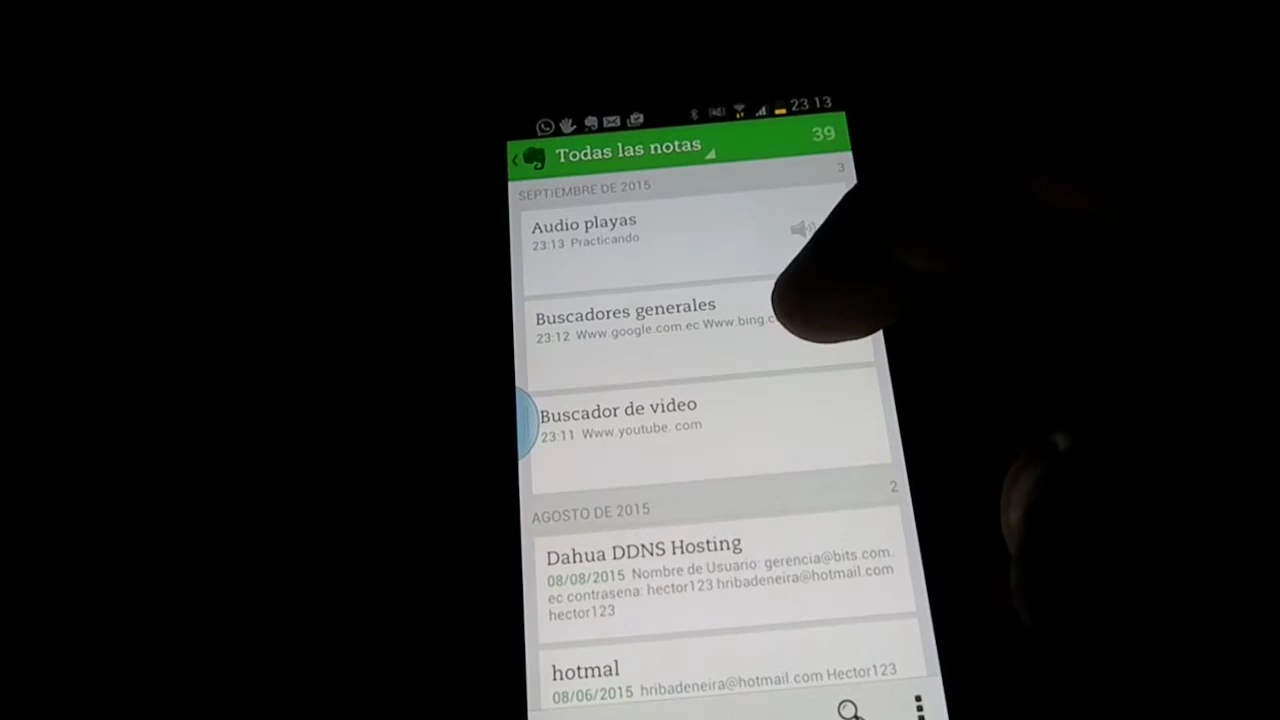 23 13
Todas las notas
39
SEPTIEMBRE DE 2015
3
Audio playas
23:13 Practicando
Buscadores generales
23:12 Www.google.com.ec Www.bing.c
Buscador de video
23:11 Www.youtube. com
AGOSTO DE 2015
2
Dahua DDNS Hosting
08/08/2015 Nombre de Usuario: gerencia@bits.com.
ec contrasena: hector123 hribadeneira@hotmail.com
hector123
hotmal
08/06/2015 hribadeneira@hotmail.com Hector123